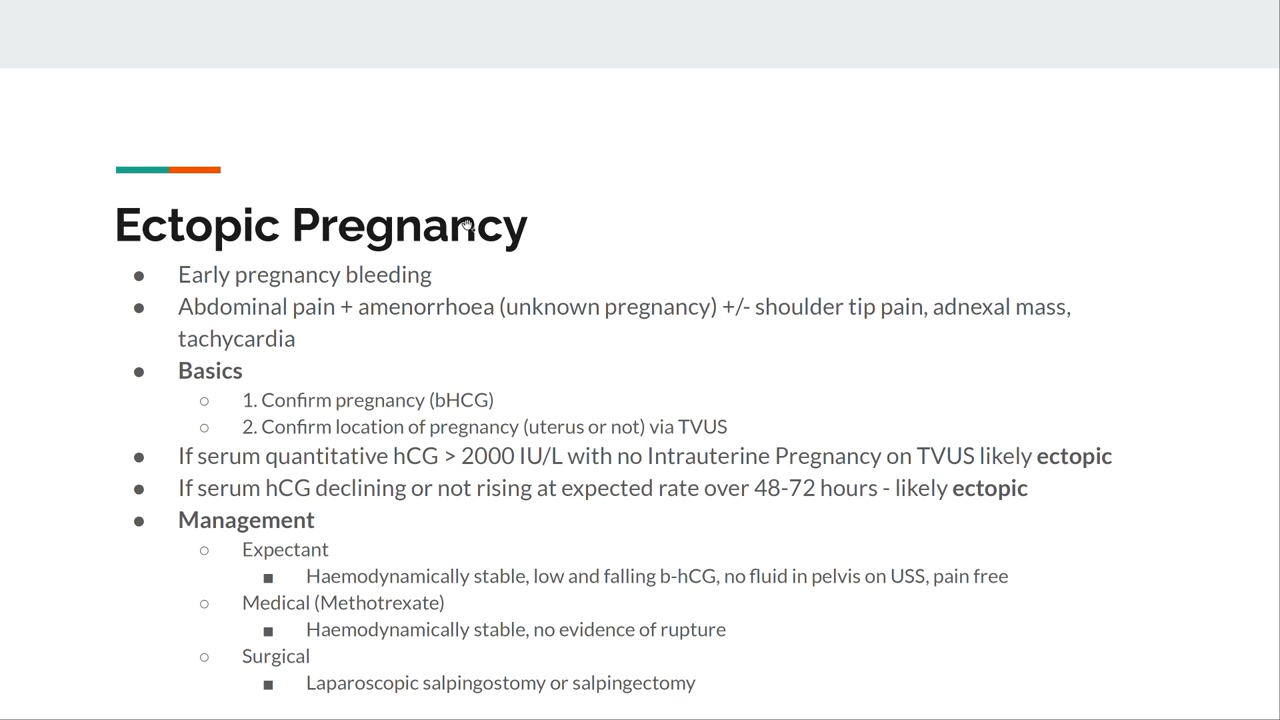 Ectopic Pregnancy
● Early pregnancy bleeding
● Abdominal pain + amenorrhoea (unknown pregnancy) +/- shoulder tip pain, adnexal mass,
tachycardia
● Basics
○ 1. Confirm pregnancy (bHCG)
○ 2. Confirm location of pregnancy (uterus or not) via TVUS
● If serum quantitative hCG > 2000 IU/L with no Intrauterine Pregnancy on TVUS likely ectopic
● If serum hCG declining or not rising at expected rate over 48-72 hours - likely ectopic
● Management
○ Expectant
■ Haemodynamically stable, low and falling b-hCG, no fluid in pelvis on USS, pain free
○ Medical (Methotrexate)
■ Haemodynamically stable, no evidence of rupture
○ Surgical
■ Laparoscopic salpingostomy or salpingectomy